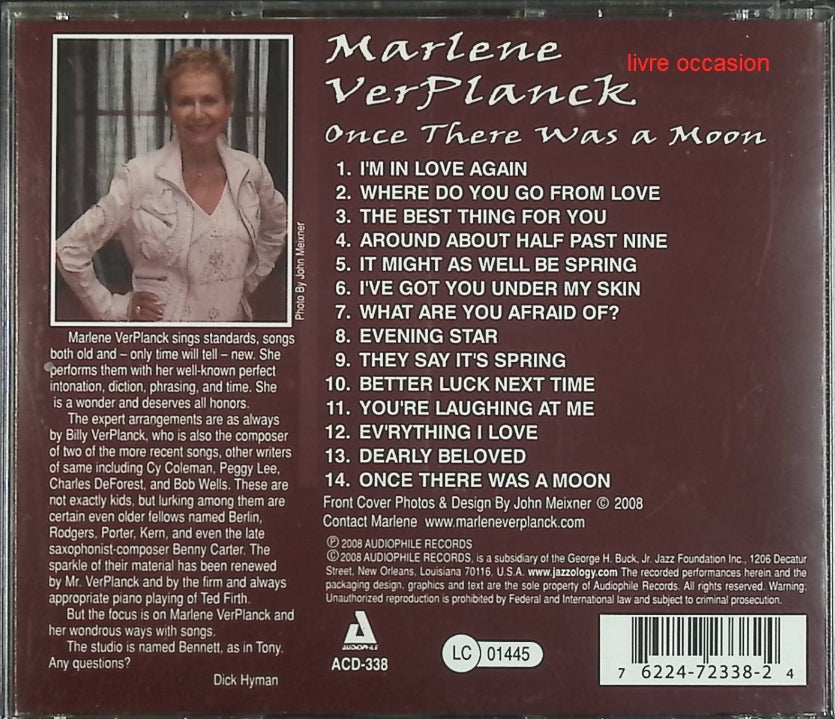 Marlene
VerPlanck
livre occasion
Once There Was a Moon
1. I'M IN LOVE AGAIN
2. WHERE DO YOU GO FROM LOVE
3. THE BEST THING FOR YOU
4. AROUND ABOUT HALF PAST NINE
5. IT MIGHT AS WELL BE SPRING
6. I'VE GOT YOU UNDER MY SKIN
7. WHAT ARE YOU AFRAID OF?
8. EVENING STAR
9. THEY SAY IT'S SPRING
10. BETTER LUCK NEXT TIME
11. YOU'RE LAUGHING AT ME
12. EV'RYTHING I LOVE
13. DEARLY BELOVED
14. ONCE THERE WAS A MOON
Front Cover Photos & Design By John Meixner © 2008
Contact Marlene www.marleneverplanck.com
Photo By John Meixner
Marlene VerPlanck sings standards, songs
both old and – only time will tell – new. She
performs them with her well-known perfect
intonation, diction, phrasing, and time. She
is a wonder and deserves all honors.
The expert arrangements are as always
by Billy VerPlanck, who is also the composer
of two of the more recent songs, other writers
of same including Cy Coleman, Peggy Lee,
Charles DeForest, and Bob Wells. These are
not exactly kids, but lurking among them are
certain even older fellows named Berlin,
Rodgers, Porter, Kern, and even the late
saxophonist-composer Benny Carter. The
sparkle of their material has been renewed
by Mr. VerPlanck and by the firm and always
appropriate piano playing of Ted Firth.
But the focus is on Marlene VerPlanck and
her wondrous ways with songs.
The studio is named Bennett, as in Tony.
Any questions?
Dick Hyman
℗ 2008 AUDIOPHILE RECORDS
© 2008 AUDIOPHILE RECORDS, is a subsidiary of the George H. Buck, Jr. Jazz Foundation Inc., 1206 Decatur
Street, New Orleans, Louisiana 70116, U.S.A. www.jazzology.com The recorded performances herein and the
packaging design, graphics and text are the sole property of Audiophile Records. All rights reserved. Warning:
Unauthorized reproduction is prohibited by Federal and International law and subject to criminal prosecution.
AUDIOPHILE
ACD-338
LC 01445
7 62247-2338-2 4